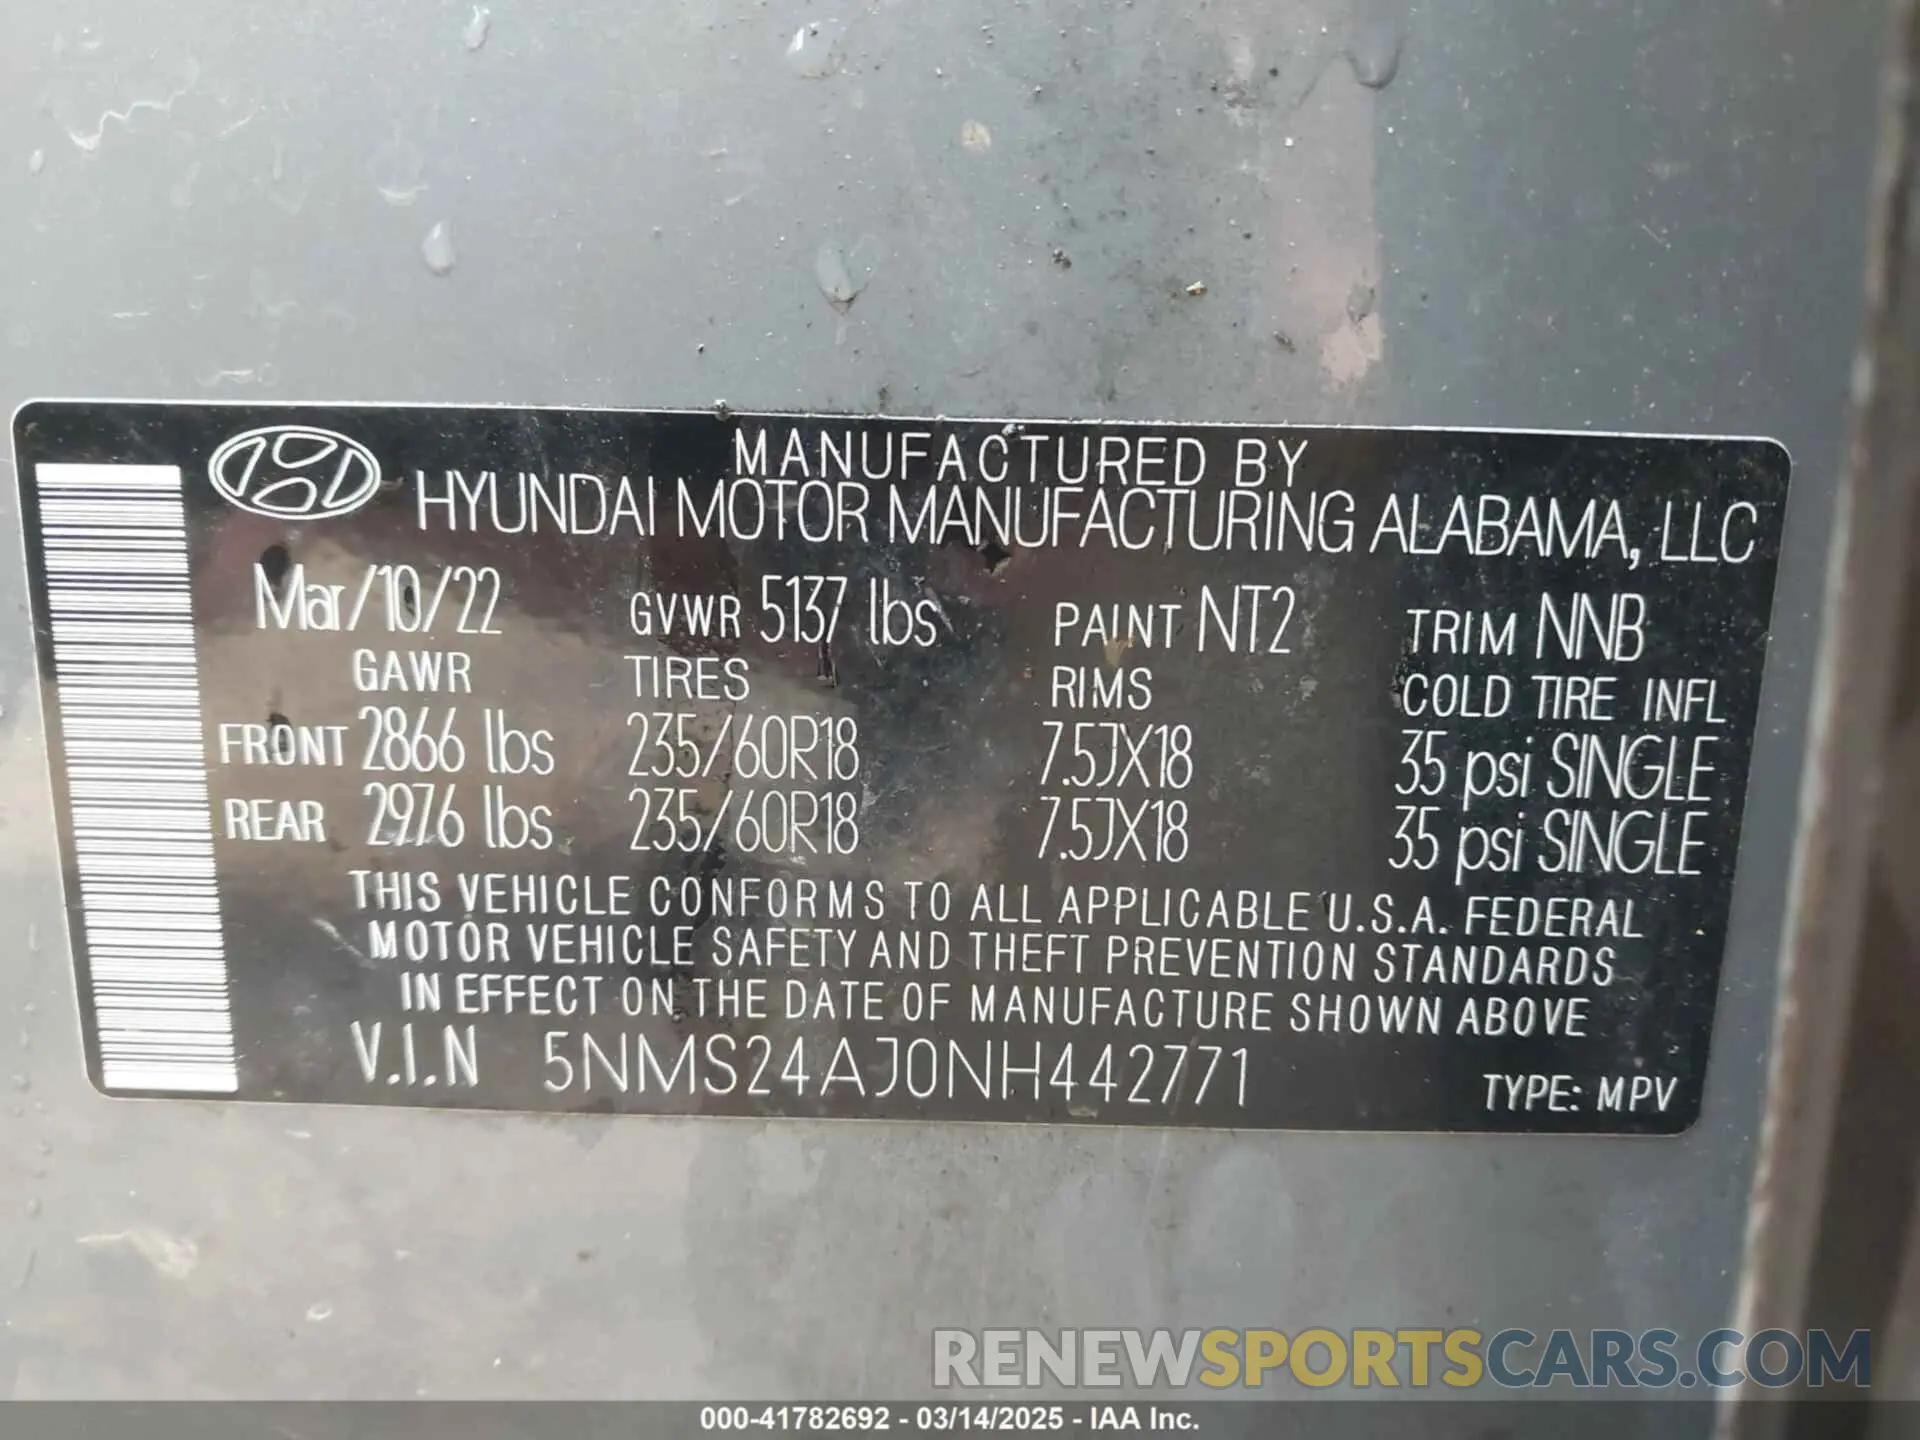 MANUFACTURED BY
HYUNDAI MOTOR MANUFACTURING ALABAMA, LLC
Mar/10/22 GVWR 5137 lbs PAINT NT2 TRIM NNB
GAWR TIRES RIMS COLD TIRE INFL
FRONT 2866 lbs 235/60R18 7.5JX18 35 psi SINGLE
REAR 2976 lbs 235/60R18 7.5JX18 35 psi SINGLE
THIS VEHICLE CONFORMS TO ALL APPLICABLE U.S.A. FEDERAL
MOTOR VEHICLE SAFETY AND THEFT PREVENTION STANDARDS
IN EFFECT ON THE DATE OF MANUFACTURE SHOWN ABOVE
V.I.N 5NMS24AJ0NH442771 TYPE: MPV
RENEWSPORTSCARS.COM
000-41782692 - 03/14/2025 - IAA Inc.